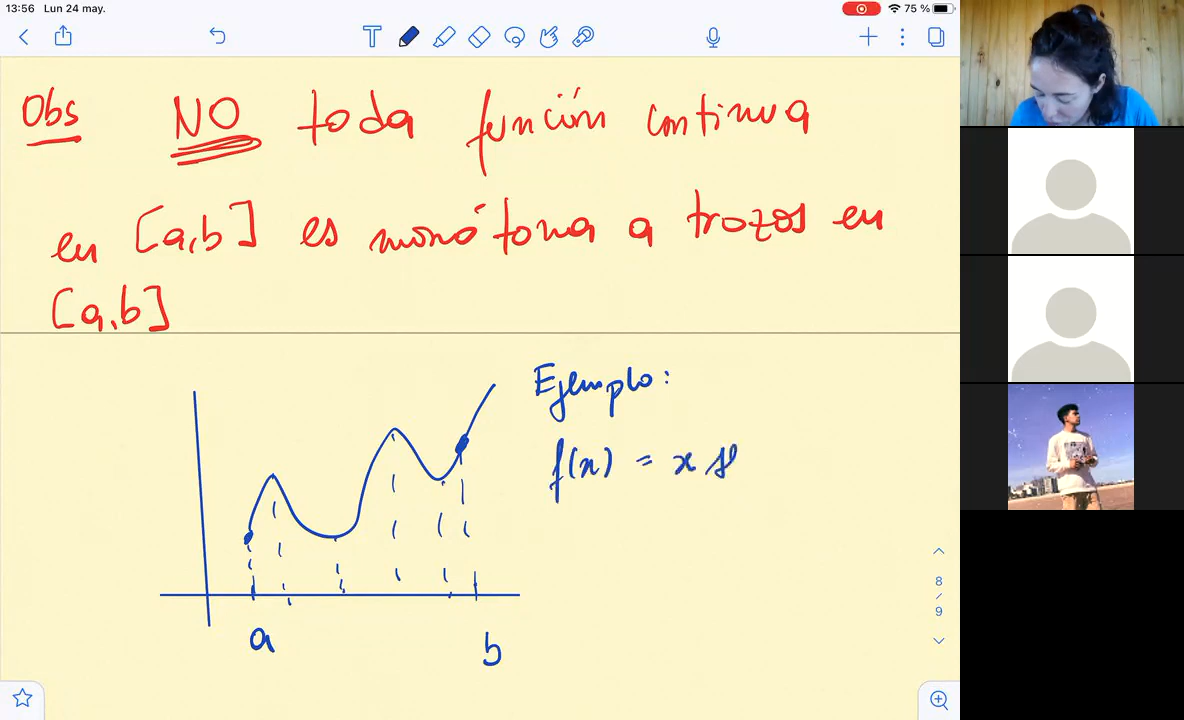 13:56 Lun 24 may.
75 %
T
Obs NO toda función continua
en [a,b] es monótona a trozos en
[a,b]
Ejemplo:
f(x) = x
a
b
8
/
9